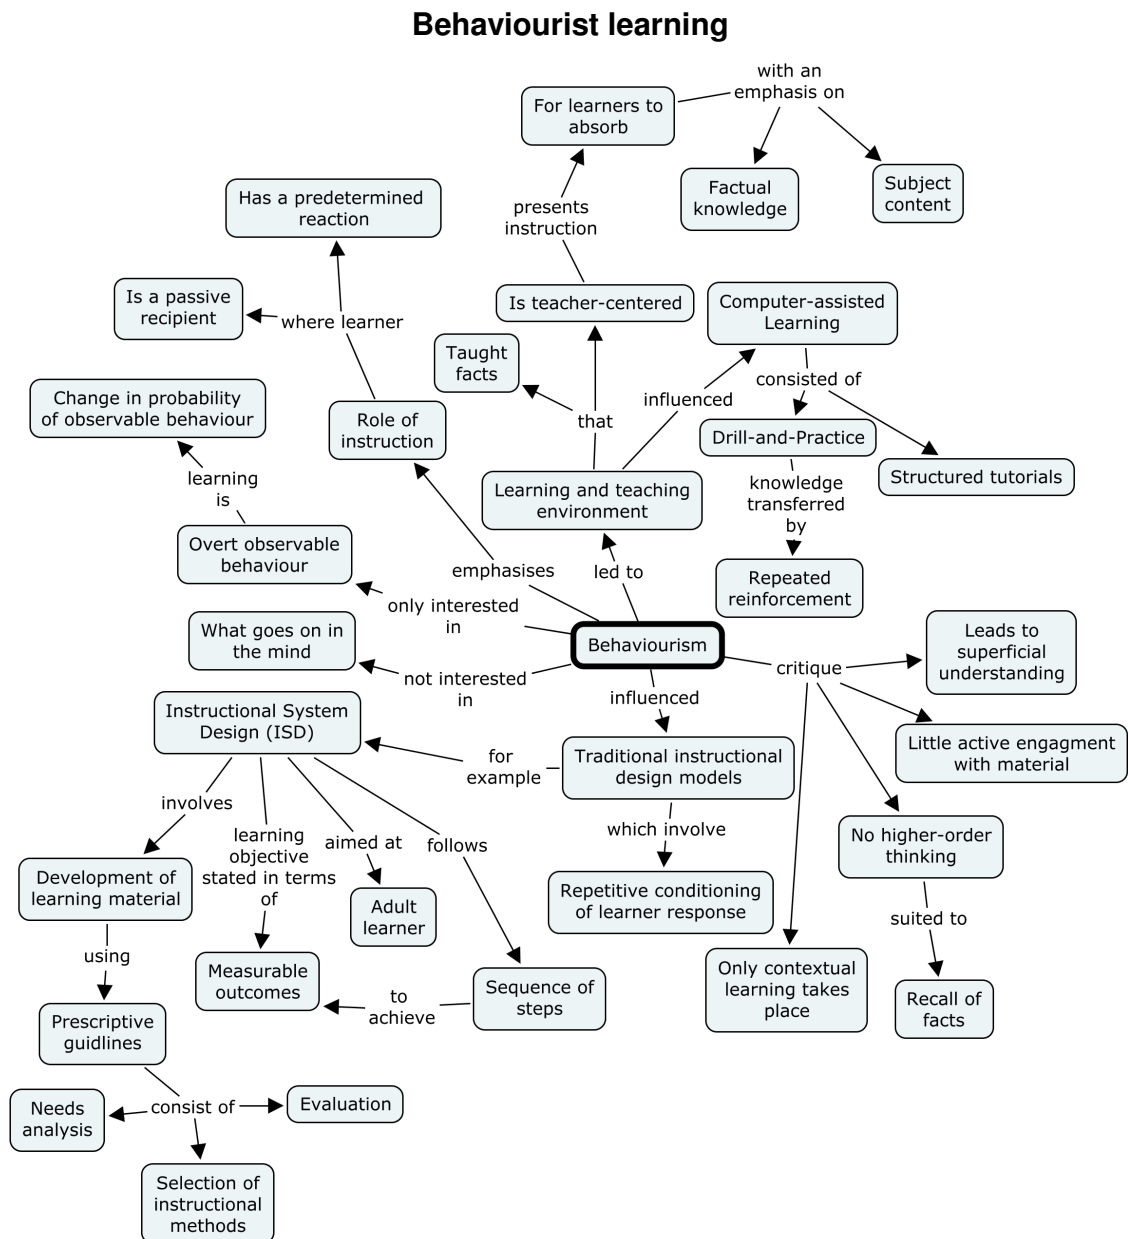 Behaviourist learning
with an
emphasis on
For learners to
absorb
Factual
knowledge
Subject
content
Has a predetermined
reaction
presents
instruction
Is a passive
recipient
where learner
Is teacher-centered
Computer-assisted
Learning
Taught
facts
consisted of
influenced
that
Change in probability
of observable behaviour
Role of
instruction
Drill-and-Practice
Structured tutorials
learning
is
Learning and teaching
environment
knowledge
transferred
by
Overt observable
behaviour
emphasises
led to
Repeated
reinforcement
only interested
in
What goes on in
the mind
Behaviourism
Leads to
superficial
understanding
critique
not interested
in
influenced
Instructional System
Design (ISD)
Little active engagment
with material
for
example
Traditional instructional
design models
involves
learning
objective
stated in terms
of
aimed at
follows
which involve
No higher-order
thinking
Development of
learning material
Adult
learner
Repetitive conditioning
of learner response
suited to
using
Measurable
outcomes
to
achieve
Sequence of
steps
Only contextual
learning takes
place
Recall of
facts
Prescriptive
guidlines
Needs
analysis
consist of
Evaluation
Selection of
instructional
methods